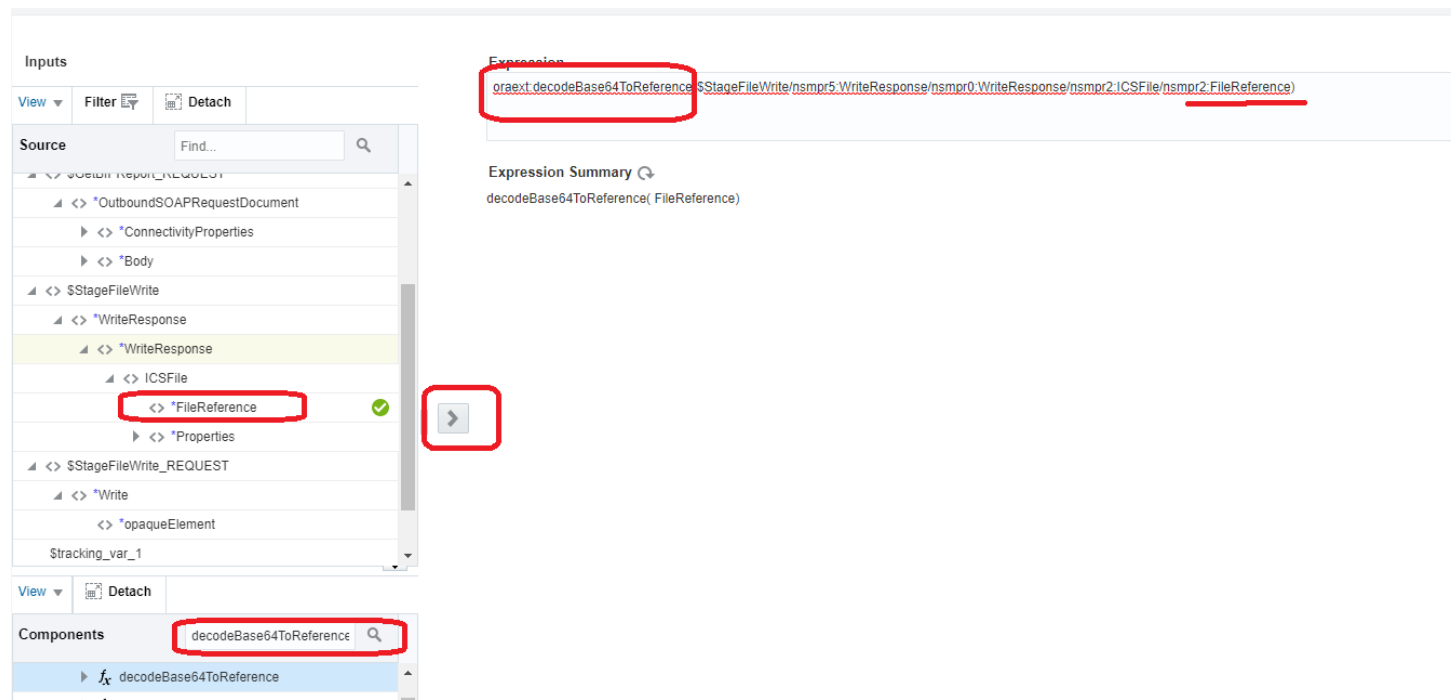 Inputs
View Filter Detach
Source Find...
$GetBIPReport_REQUEST
*OutboundSOAPRequestDocument
*ConnectivityProperties
*Body
$StageFileWrite
*WriteResponse
*WriteResponse
ICSFile
*FileReference
*Properties
$StageFileWrite_REQUEST
*Write
*opaqueElement
$tracking_var_1
View Detach
Components decodeBase64ToReference
fx decodeBase64ToReference
Expression
oraext:decodeBase64ToReference( $StageFileWrite/nsmpr5:WriteResponse/nsmpr0:WriteResponse/nsmpr2:ICSFile/nsmpr2:FileReference)
Expression Summary
decodeBase64ToReference( FileReference)